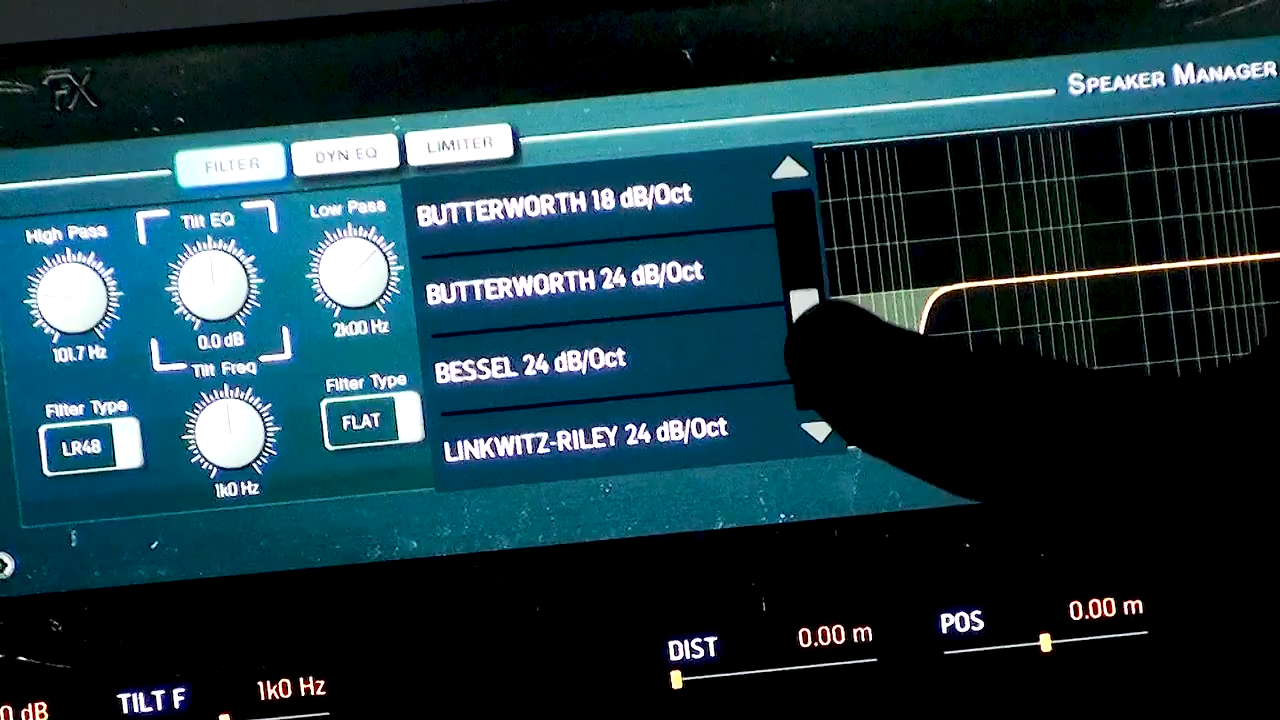 FX
SPEAKER MANAGER
FILTER
DYN EQ
LIMITER
High Pass
101.7 Hz
Filter Type
LR48
Tilt EQ
0.0 dB
Tilt Freq
1k0 Hz
Low Pass
2k00 Hz
Filter Type
FLAT
BUTTERWORTH 18 dB/Oct
BUTTERWORTH 24 dB/Oct
BESSEL 24 dB/Oct
LINKWITZ-RILEY 24 dB/Oct
DIST 0.00 m
POS 0.00 m
0 dB
TILT F 1k0 Hz